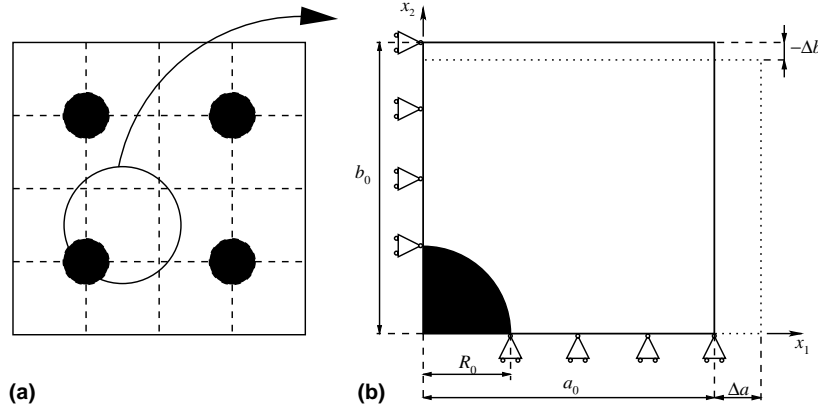 x₂
−Δb
b₀
x₁
R₀
a₀
Δa
(a)
(b)